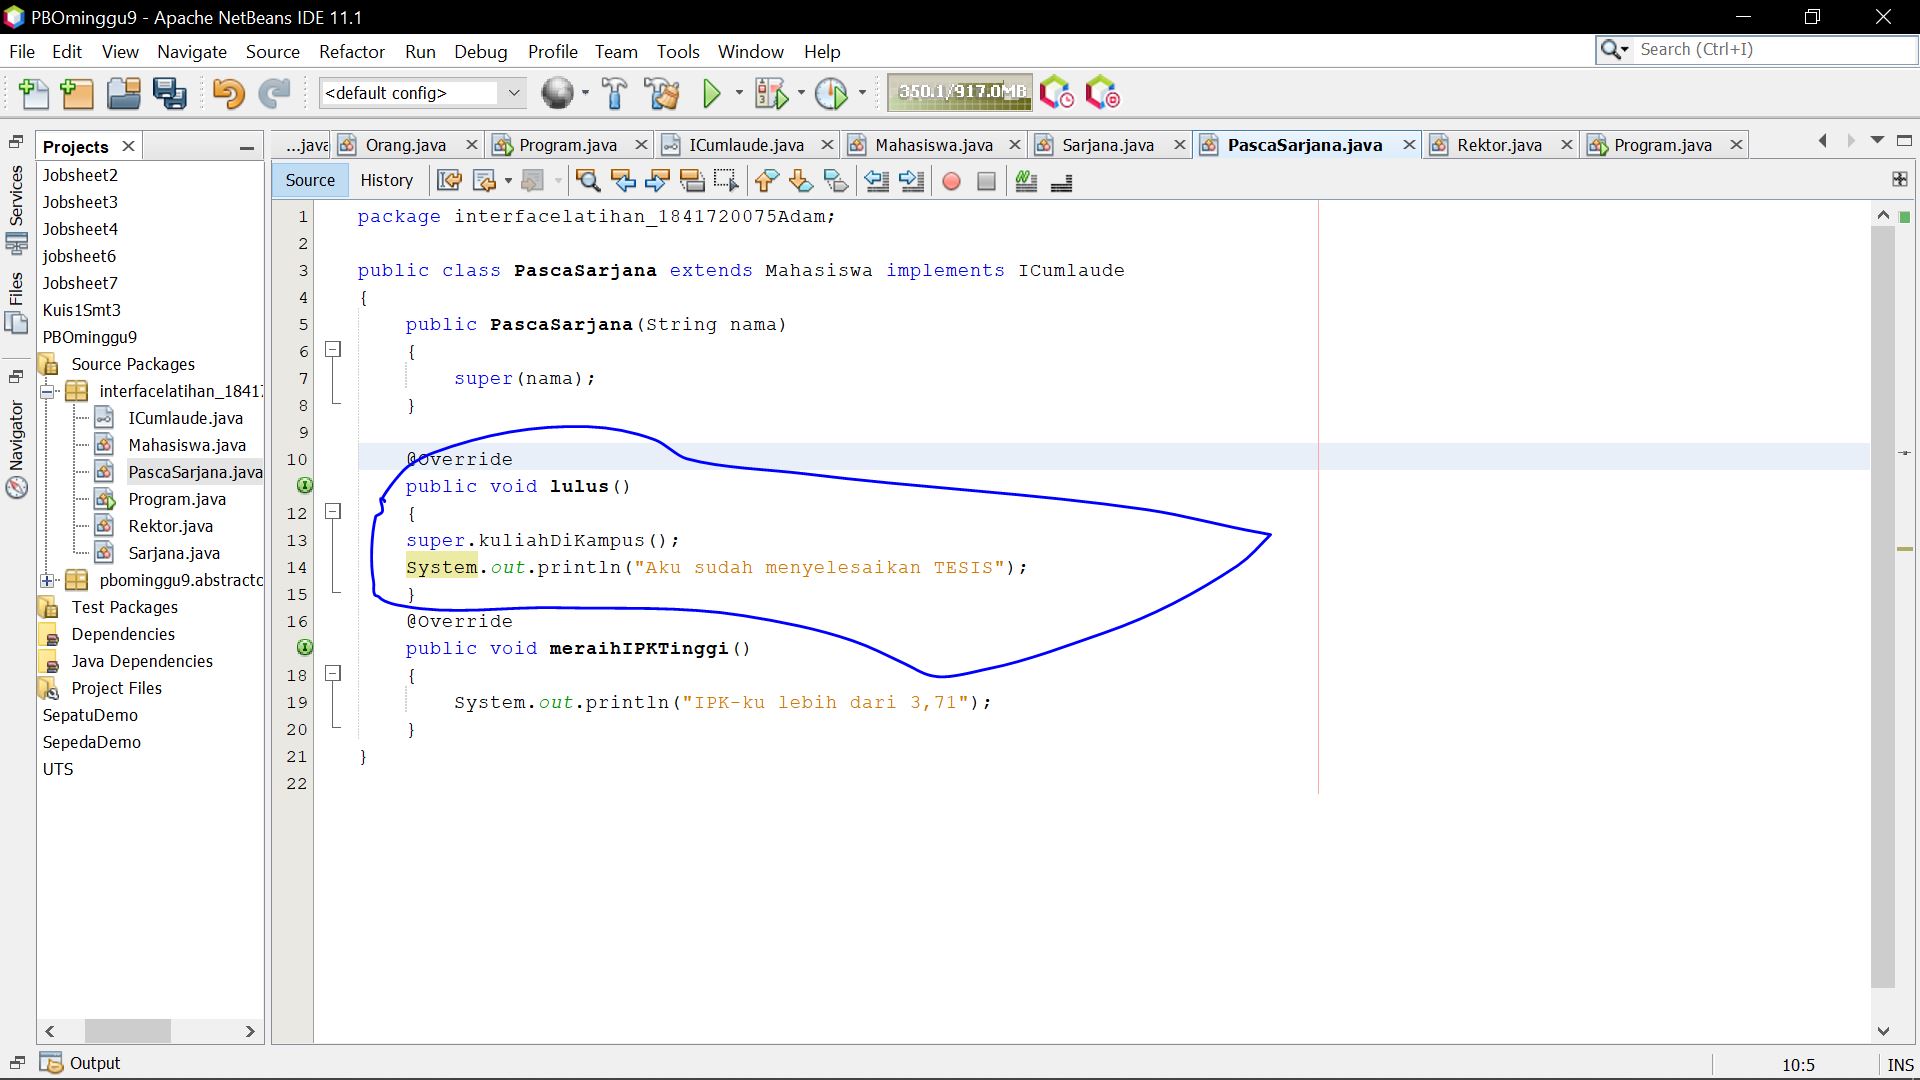 PBOminggu9 - Apache NetBeans IDE 11.1
File Edit View Navigate Source Refactor Run Debug Profile Team Tools Window Help
Search (Ctrl+I)
<default config>
350.1/917.0MB
Projects
...java Orang.java Program.java ICumlaude.java Mahasiswa.java Sarjana.java PascaSarjana.java Rektor.java Program.java
Source History
Services
Files
Navigator
Jobsheet2
Jobsheet3
Jobsheet4
jobsheet6
Jobsheet7
Kuis1Smt3
PBOminggu9
Source Packages
interfacelatihan_1841
ICumlaude.java
Mahasiswa.java
PascaSarjana.java
Program.java
Rektor.java
Sarjana.java
pbominggu9.abstractc
Test Packages
Dependencies
Java Dependencies
Project Files
SepatuDemo
SepedaDemo
UTS
1 package interfacelatihan_1841720075Adam;
2
3 public class PascaSarjana extends Mahasiswa implements ICumlaude
4 {
5 public PascaSarjana(String nama)
6 {
7 super(nama);
8 }
9
10 @Override
public void lulus()
12 {
13 super.kuliahDiKampus();
14 System.out.println("Aku sudah menyelesaikan TESIS");
15 }
16 @Override
public void meraihIPKTinggi()
18 {
19 System.out.println("IPK-ku lebih dari 3,71");
20 }
21 }
22
Output
10:5 INS